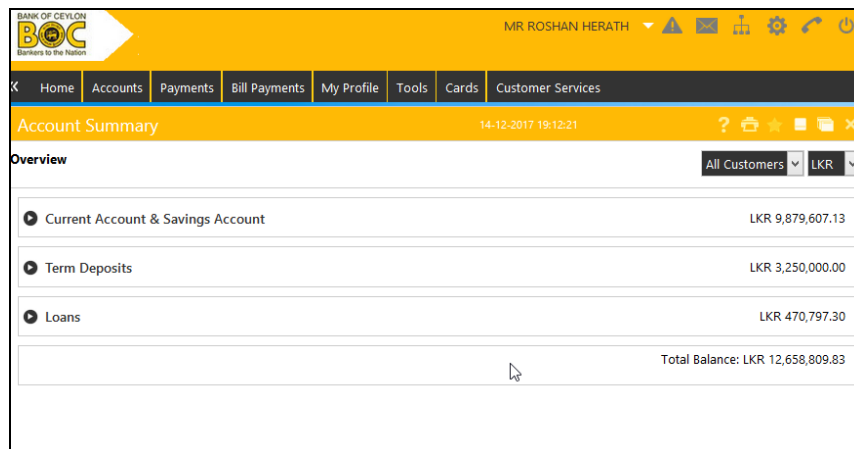 BANK OF CEYLON
BOC
Bankers to the Nation
MR ROSHAN HERATH
Home Accounts Payments Bill Payments My Profile Tools Cards Customer Services
Account Summary 14-12-2017 19:12:21 ?
Overview
All Customers LKR
Current Account & Savings Account LKR 9,879,607.13
Term Deposits LKR 3,250,000.00
Loans LKR 470,797.30
Total Balance: LKR 12,658,809.83